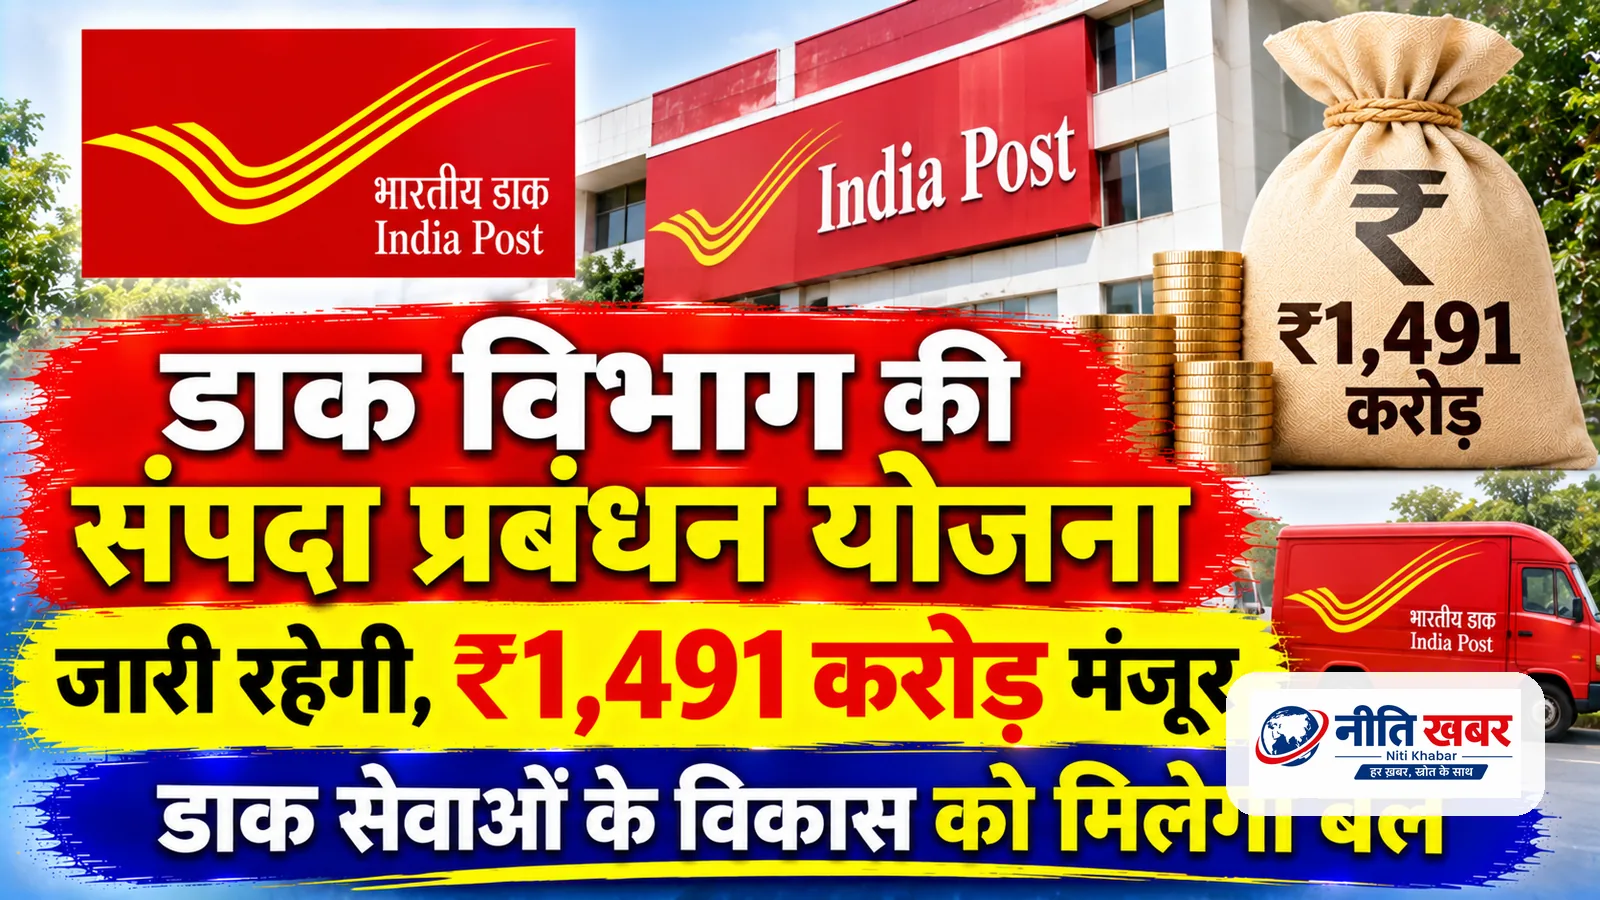 भारतीय डाक
India Post
India Post
₹
₹1,491
करोड़
डाक विभाग की
संपदा प्रबंधन योजना
जारी रहेगी, ₹1,491 करोड़ मंजूर
डाक सेवाओं के विकास को मिलेगा बल
भारतीय डाक
India Post
नीति खबर
Niti Khabar
हर ख़बर, स्रोत के साथ